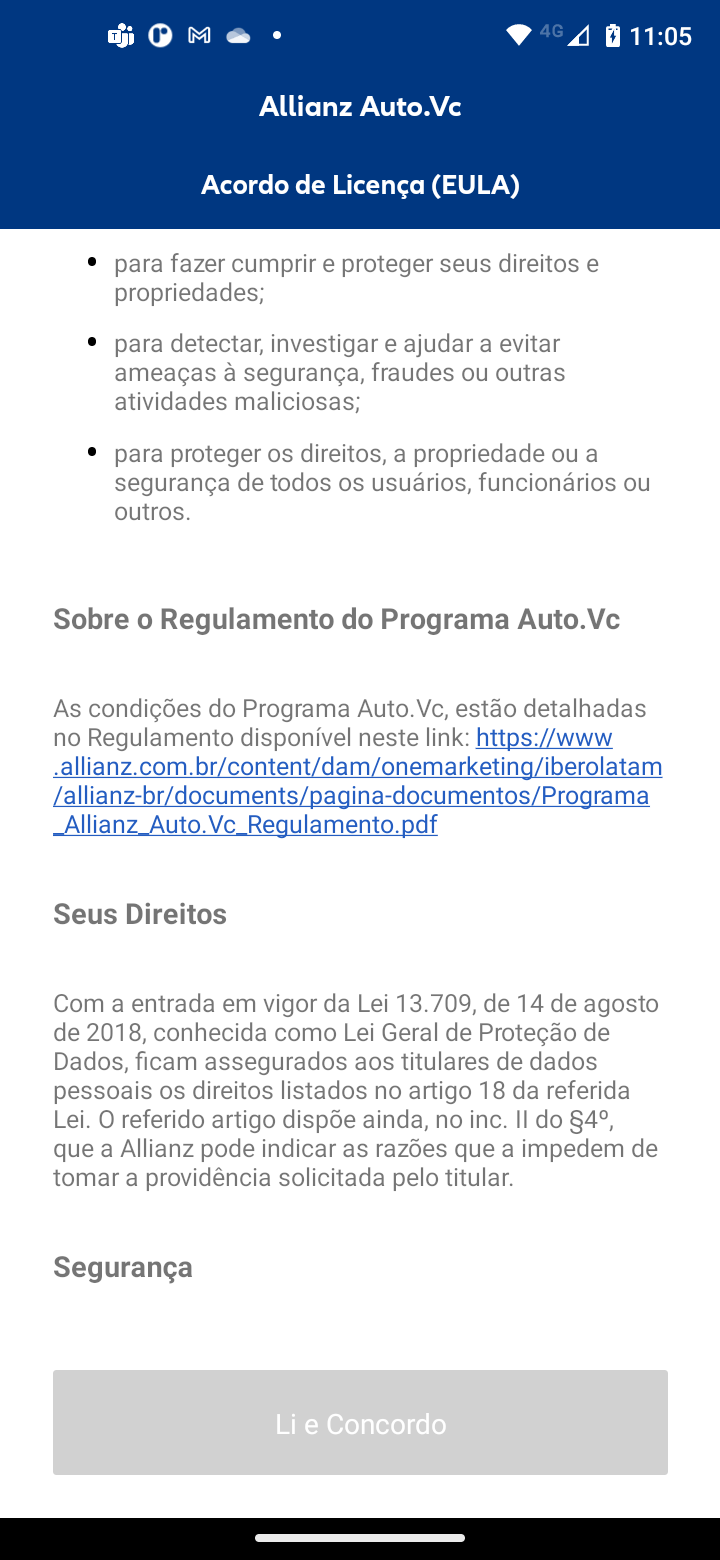 4G 11:05
Allianz Auto.Vc
Acordo de Licença (EULA)
• para fazer cumprir e proteger seus direitos e
propriedades;
• para detectar, investigar e ajudar a evitar
ameaças à segurança, fraudes ou outras
atividades maliciosas;
• para proteger os direitos, a propriedade ou a
segurança de todos os usuários, funcionários ou
outros.
Sobre o Regulamento do Programa Auto.Vc
As condições do Programa Auto.Vc, estão detalhadas
no Regulamento disponível neste link: https://www
.allianz.com.br/content/dam/onemarketing/iberolatam
/allianz-br/documents/pagina-documentos/Programa
_Allianz_Auto.Vc_Regulamento.pdf
Seus Direitos
Com a entrada em vigor da Lei 13.709, de 14 de agosto
de 2018, conhecida como Lei Geral de Proteção de
Dados, ficam assegurados aos titulares de dados
pessoais os direitos listados no artigo 18 da referida
Lei. O referido artigo dispõe ainda, no inc. II do §4º,
que a Allianz pode indicar as razões que a impedem de
tomar a providência solicitada pelo titular.
Segurança
Li e Concordo